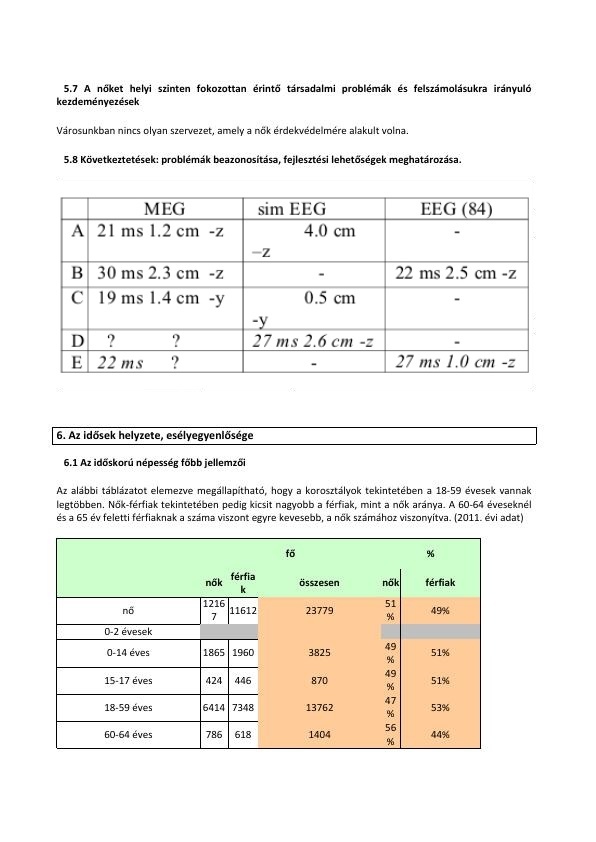 5.7 A nőket helyi szinten fokozottan érintő társadalmi problémák és felszámolásukra irányuló
kezdeményezések
Városunkban nincs olyan szervezet, amely a nők érdekvédelmére alakult volna.
5.8 Következtetések: problémák beazonosítása, fejlesztési lehetőségek meghatározása.
MEG sim EEG EEG (84)
A 21 ms 1.2 cm -z 4.0 cm -
–z
B 30 ms 2.3 cm -z - 22 ms 2.5 cm -z
C 19 ms 1.4 cm -y 0.5 cm -
-y
D ? ? 27 ms 2.6 cm -z -
E 22 ms ? - 27 ms 1.0 cm -z
6. Az idősek helyzete, esélyegyenlősége
6.1 Az időskorú népesség főbb jellemzői
Az alábbi táblázatot elemezve megállapítható, hogy a korosztályok tekintetében a 18-59 évesek vannak
legtöbben. Nők-férfiak tekintetében pedig kicsit nagyobb a férfiak, mint a nők aránya. A 60-64 éveseknél
és a 65 év feletti férfiaknak a száma viszont egyre kevesebb, a nők számához viszonyítva. (2011. évi adat)
fő %
nők férfia
k összesen nők férfiak
nő 1216
7 11612 23779 51
% 49%
0-2 évesek
0-14 éves 1865 1960 3825 49
% 51%
15-17 éves 424 446 870 49
% 51%
18-59 éves 6414 7348 13762 47
% 53%
60-64 éves 786 618 1404 56
% 44%